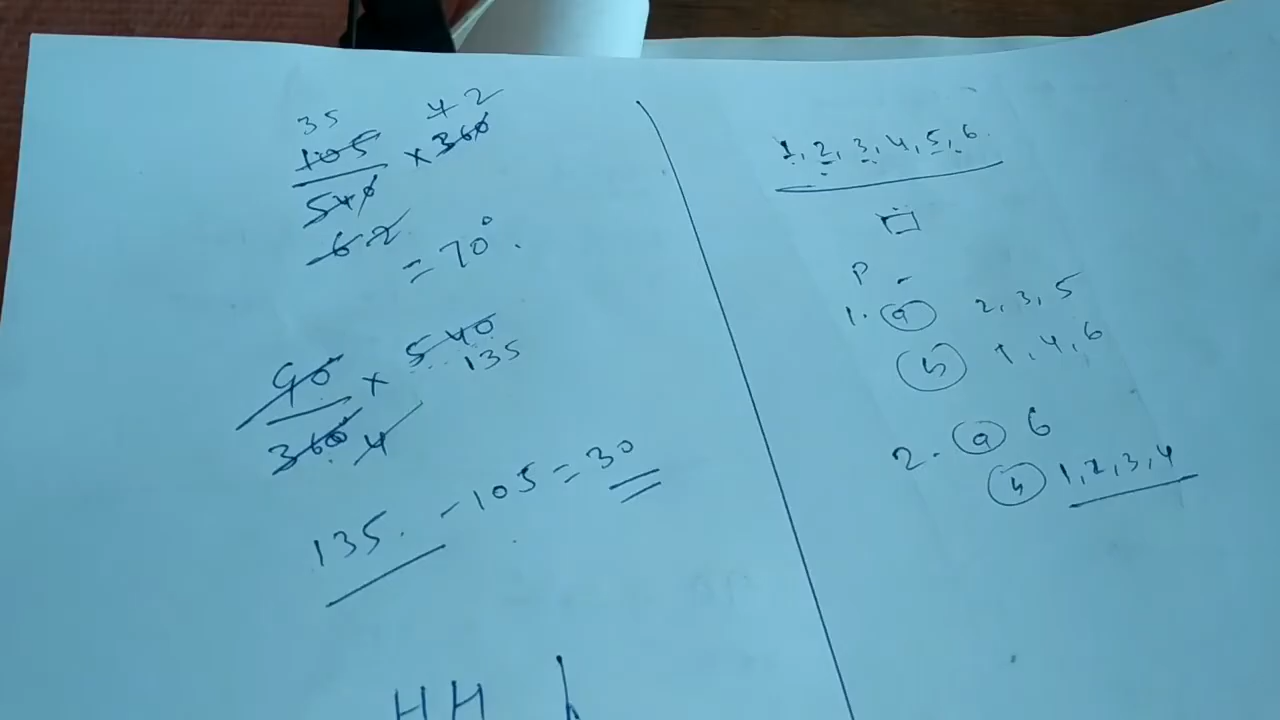 35 42
105/540 × 360
6 2
= 70°.
90/360 × 540
4 135
135. - 105 = 30
HH
1, 2, 3, 4, 5, 6.
P
1. a 2, 3, 5
b 1, 4, 6
2. a 6
b 1, 2, 3, 4